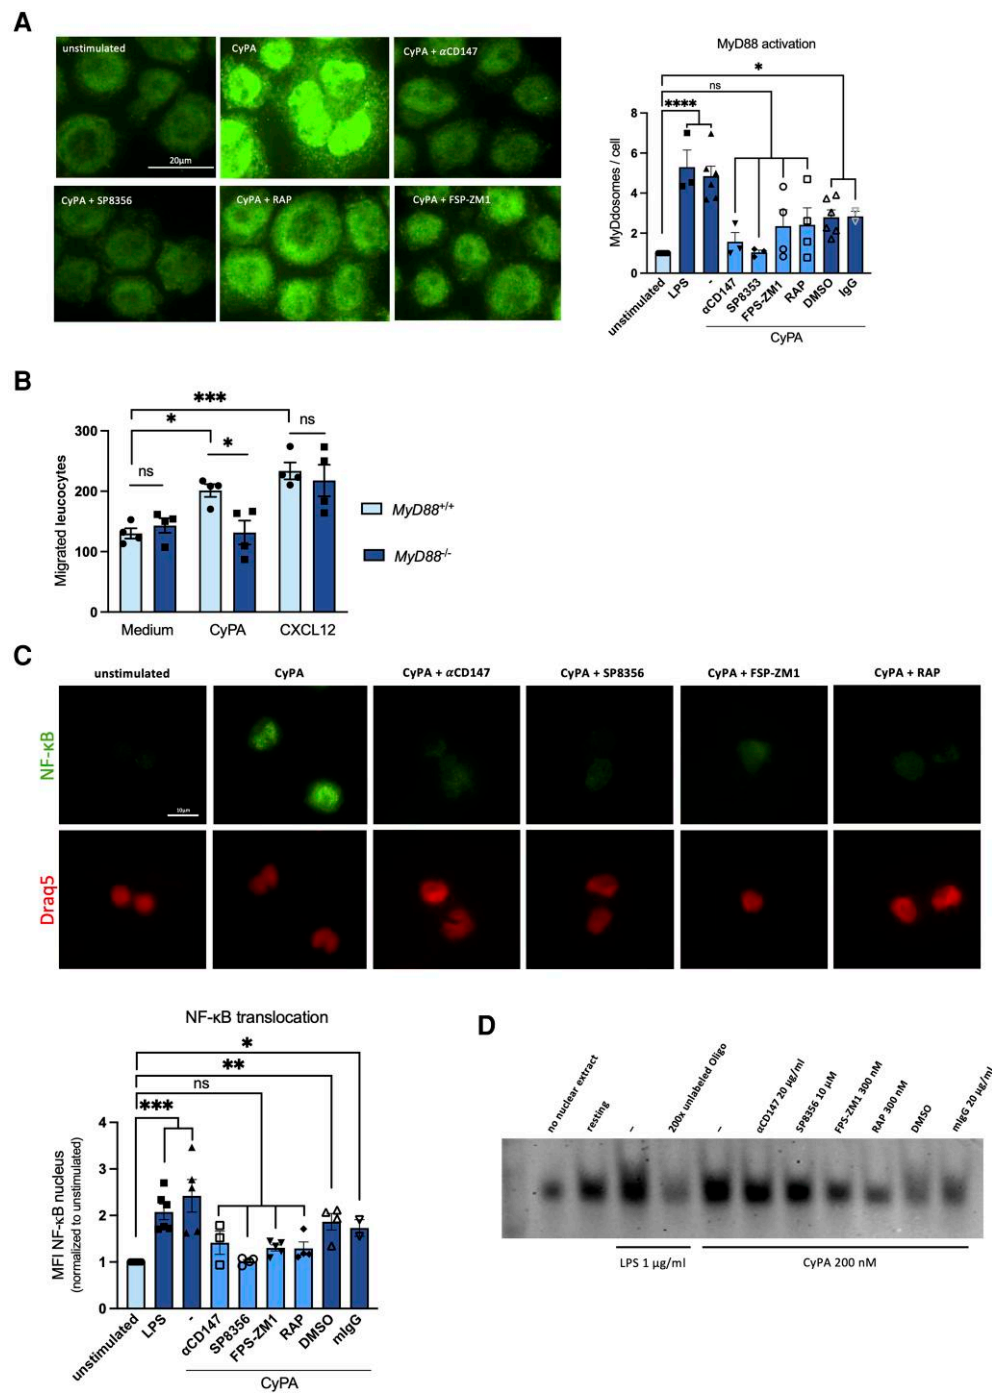 A
unstimulated
CyPA
CyPA + αCD147
20µm
CyPA + SP8356
CyPA + RAP
CyPA + FSP-ZM1
MyD88 activation
*
ns
****
8
6
4
2
0
MyDdosomes / cell
unstimulated
LPS
-
αCD147
SP8353
FPS-ZM1
RAP
DMSO
IgG
CyPA
B
***
*
ns
ns
*
300
200
100
0
Migrated leucocytes
Medium
CyPA
CXCL12
MyD88+/+
MyD88-/-
C
unstimulated
CyPA
CyPA + αCD147
CyPA + SP8356
CyPA + FSP-ZM1
CyPA + RAP
NF-κB
10µm
Draq5
NF-κB translocation
*
**
ns
***
4
3
2
1
0
MFI NF-κB nucleus
(normalized to unstimulated)
unstimulated
LPS
-
αCD147
SP8356
FPS-ZM1
RAP
DMSO
mIgG
CyPA
D
no nuclear extract
resting
–
200x unlabeled Oligo
–
αCD147 20 µg/ml
SP8356 10 µM
FPS-ZM1 300 nM
RAP 300 nM
DMSO
mIgG 20 µg/ml
LPS 1 µg/ml
CyPA 200 nM